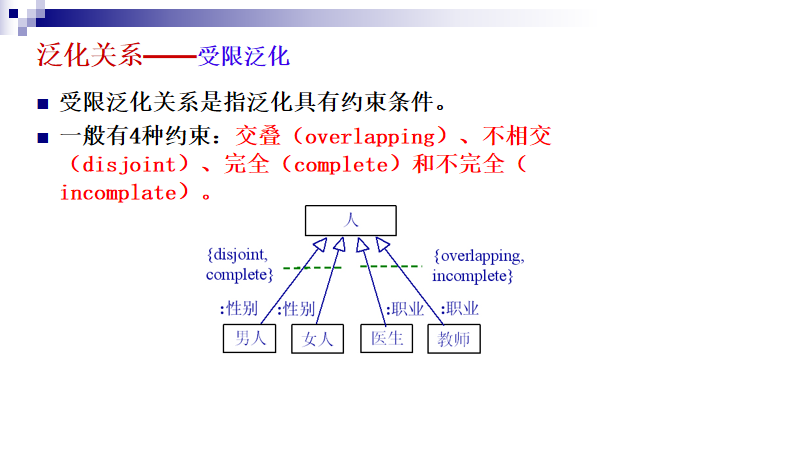 泛化关系——受限泛化
受限泛化关系是指泛化具有约束条件。
一般有4种约束：交叠（overlapping）、不相交
（disjoint）、完全（complete）和不完全（
incomplate）。
人
{disjoint,
complete}
{overlapping,
incomplete}
:性别 :性别 :职业 :职业
男人 女人 医生 教师